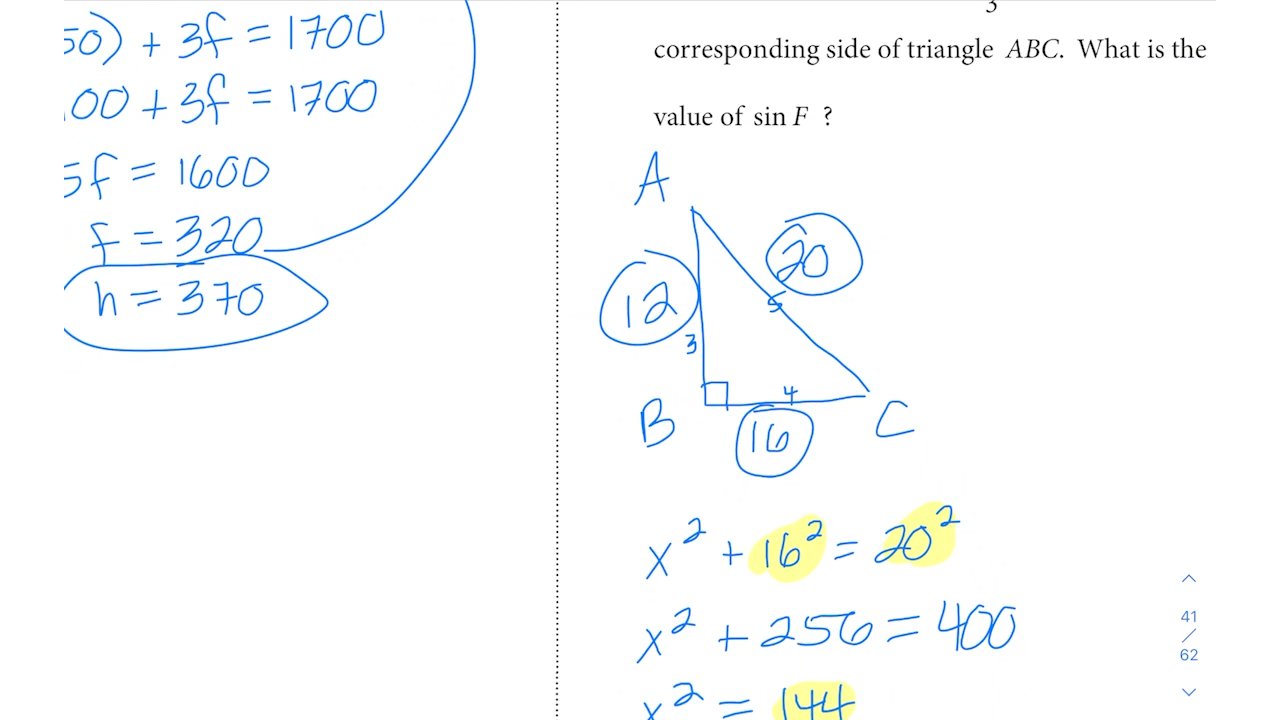 50) + 3f = 1700
00 + 3f = 1700
5f = 1600
f = 320
h = 370
3
corresponding side of triangle ABC. What is the
value of sin F ?
A
20
12
5
3
4
B
16
C
x² + 16² = 20²
x² + 256 = 400
x² = 144
41
/
62